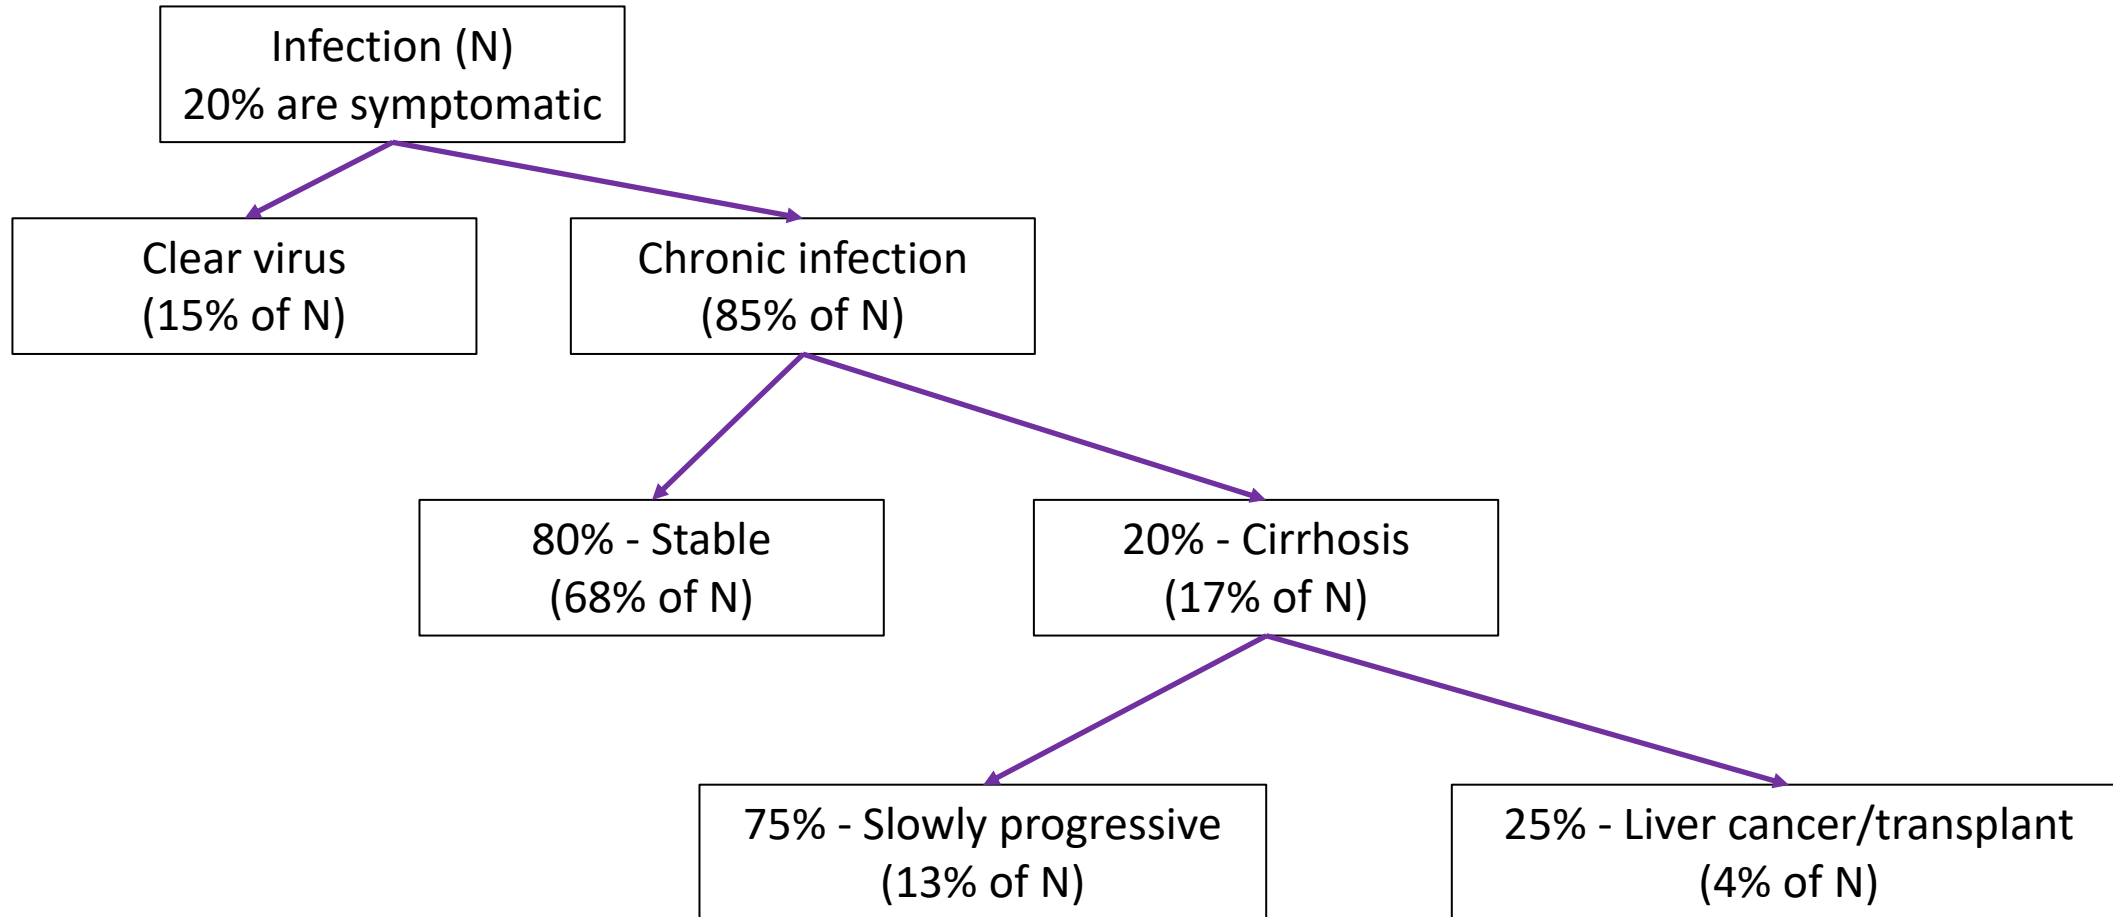 Infection (N)
20% are symptomatic
Clear virus
(15% of N)
Chronic infection
(85% of N)
80% - Stable
(68% of N)
20% - Cirrhosis
(17% of N)
75% - Slowly progressive
(13% of N)
25% - Liver cancer/transplant
(4% of N)